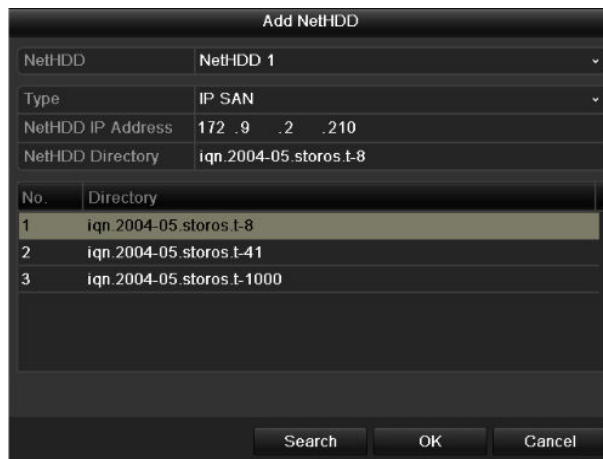 Add NetHDD
NetHDD NetHDD 1
Type IP SAN
NetHDD IP Address 172 .9 .2 .210
NetHDD Directory iqn.2004-05.storos.t-8
No. Directory
1 iqn.2004-05.storos.t-8
2 iqn.2004-05.storos.t-41
3 iqn.2004-05.storos.t-1000
Search OK Cancel